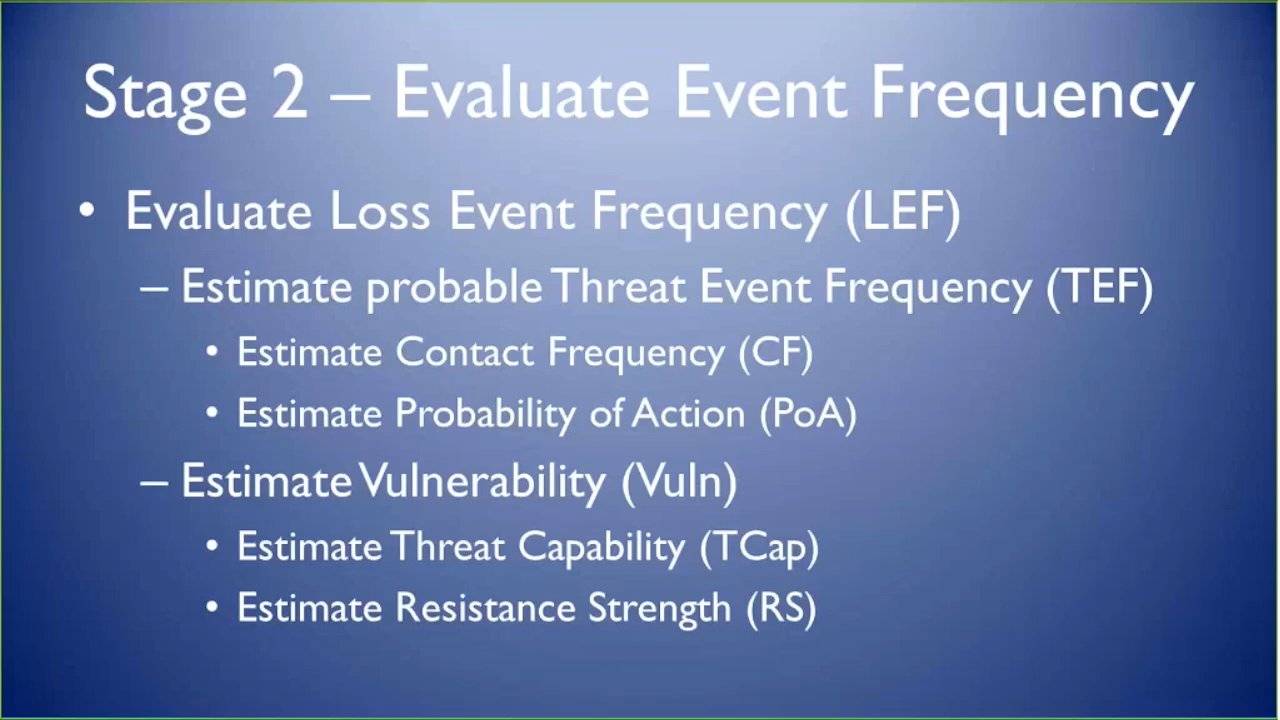 Stage 2 – Evaluate Event Frequency
• Evaluate Loss Event Frequency (LEF)
– Estimate probable Threat Event Frequency (TEF)
• Estimate Contact Frequency (CF)
• Estimate Probability of Action (PoA)
– Estimate Vulnerability (Vuln)
• Estimate Threat Capability (TCap)
• Estimate Resistance Strength (RS)